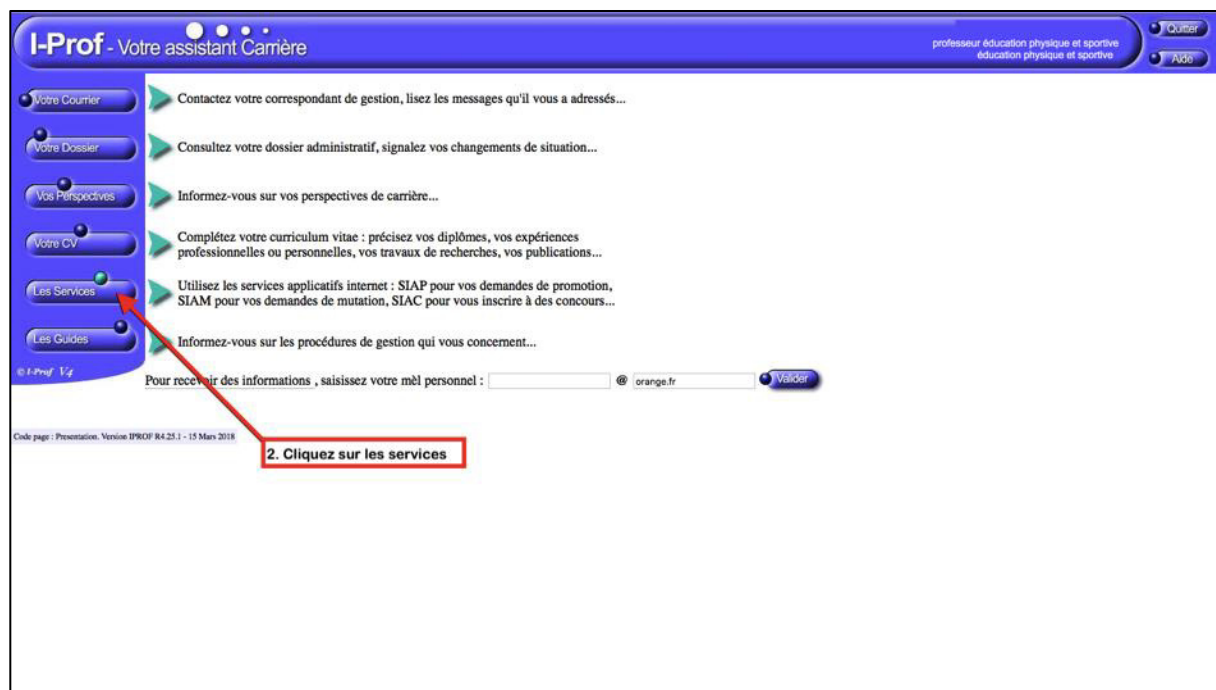 I-Prof - Votre assistant Carrière
professeur éducation physique et sportive
éducation physique et sportive
Quitter
Aide
Votre Courrier
Contactez votre correspondant de gestion, lisez les messages qu'il vous a adressés...
Votre Dossier
Consultez votre dossier administratif, signalez vos changements de situation...
Vos Perspectives
Informez-vous sur vos perspectives de carrière...
Votre CV
Complétez votre curriculum vitae : précisez vos diplômes, vos expériences
professionnelles ou personnelles, vos travaux de recherches, vos publications...
Les Services
Utilisez les services applicatifs internet : SIAP pour vos demandes de promotion,
SIAM pour vos demandes de mutation, SIAC pour vous inscrire à des concours...
Les Guides
Informez-vous sur les procédures de gestion qui vous concernent...
© I-Prof V4
Pour recevoir des informations , saisissez votre mèl personnel : @ orange.fr Valider
Code page : Presentation. Version IPROF R4.25.1 - 15 Mars 2018
2. Cliquez sur les services